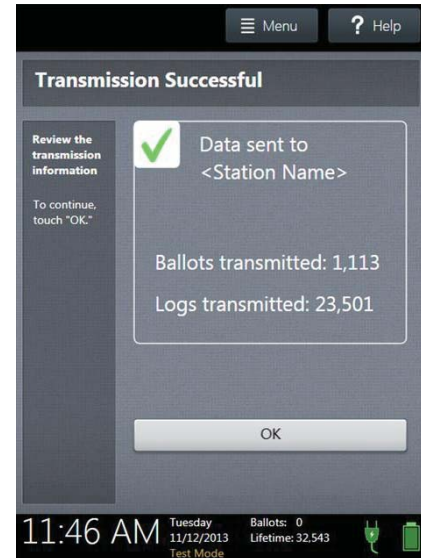 Menu
? Help
Transmission Successful
Review the
transmission
information
To continue,
touch "OK."
Data sent to
<Station Name>
Ballots transmitted: 1,113
Logs transmitted: 23,501
OK
11:46 AM
Tuesday
11/12/2013
Test Mode
Ballots: 0
Lifetime: 32,543